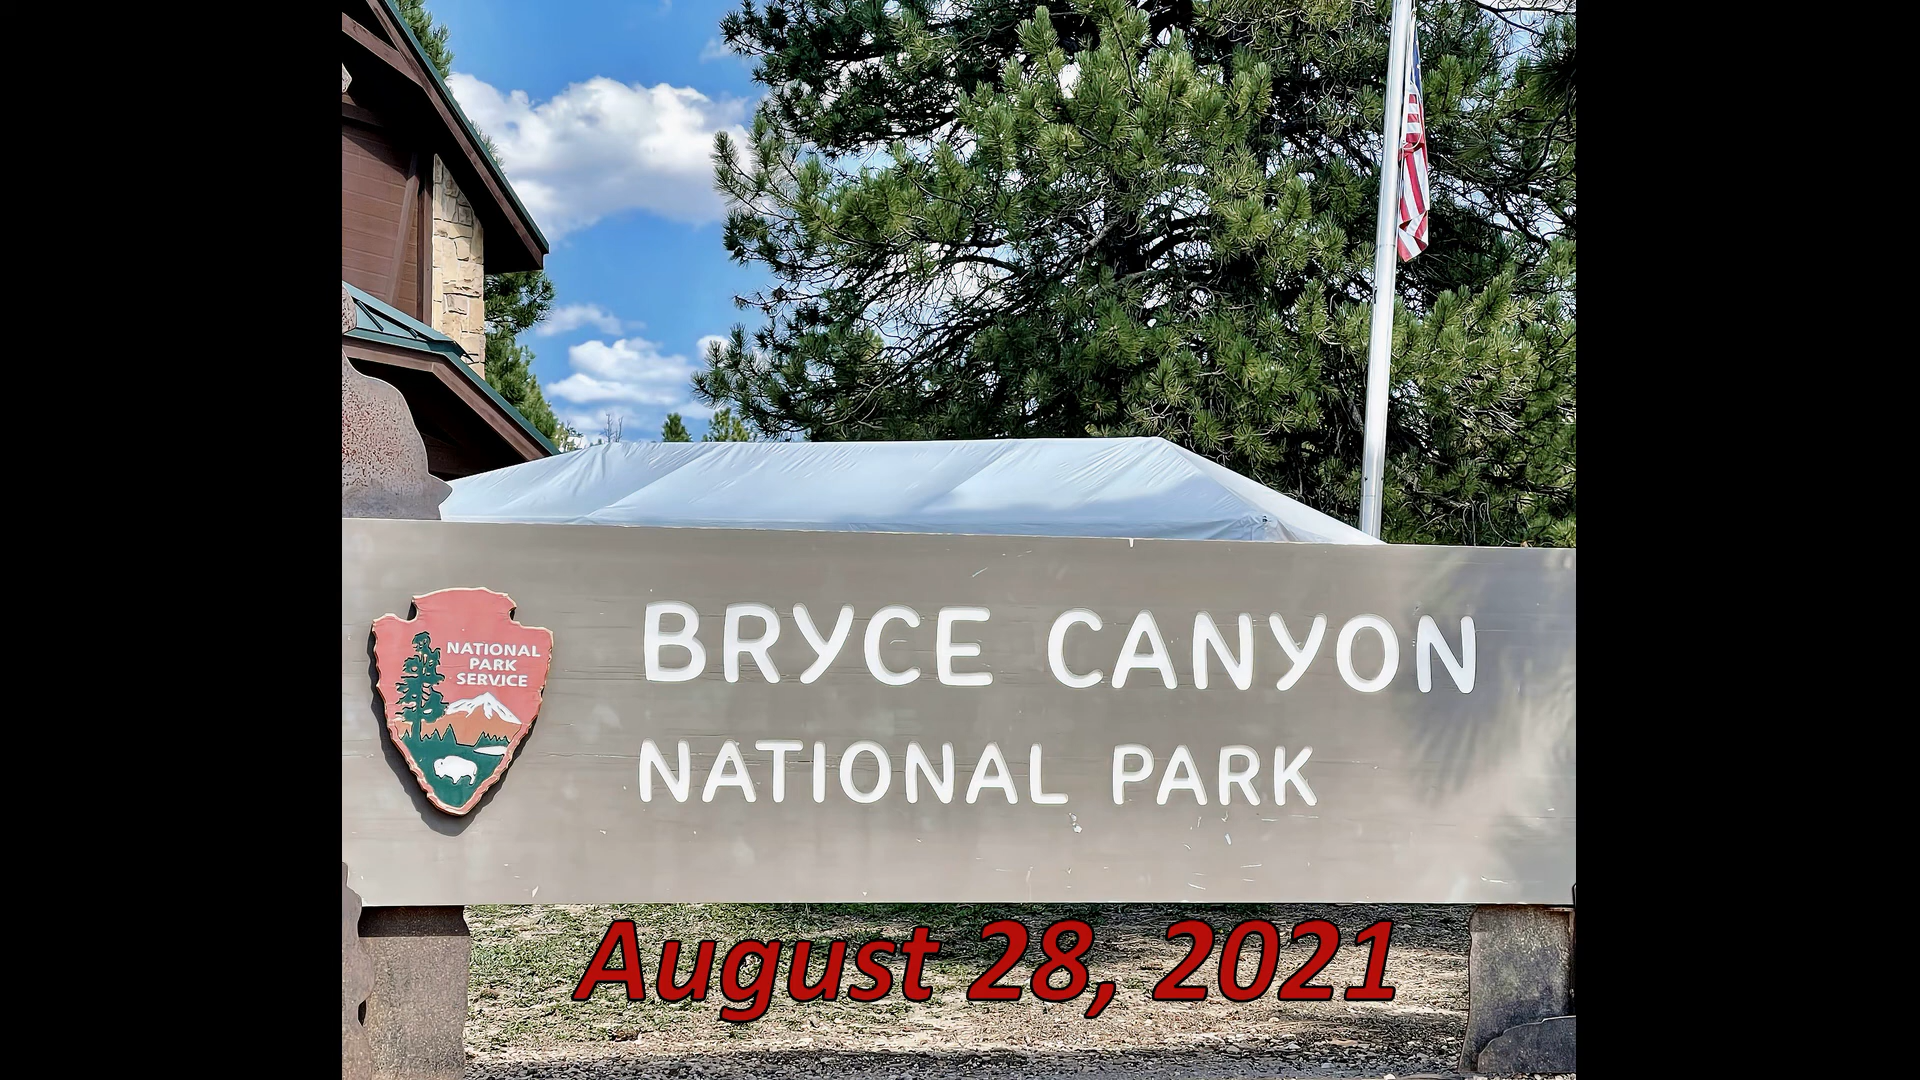 NATIONAL
PARK
SERVICE
BRYCE CANYON
NATIONAL PARK
August 28, 2021